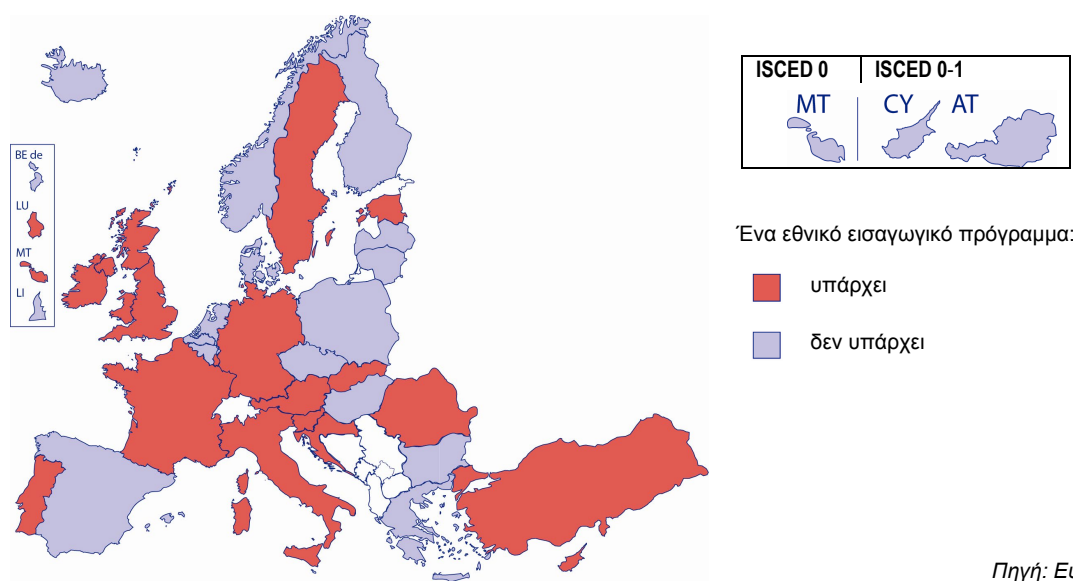 ISCED 0 ISCED 0-1
MT CY AT
BE de
LU
MT
LI
Ένα εθνικό εισαγωγικό πρόγραμμα:
υπάρχει
δεν υπάρχει
Πηγή: Ευ